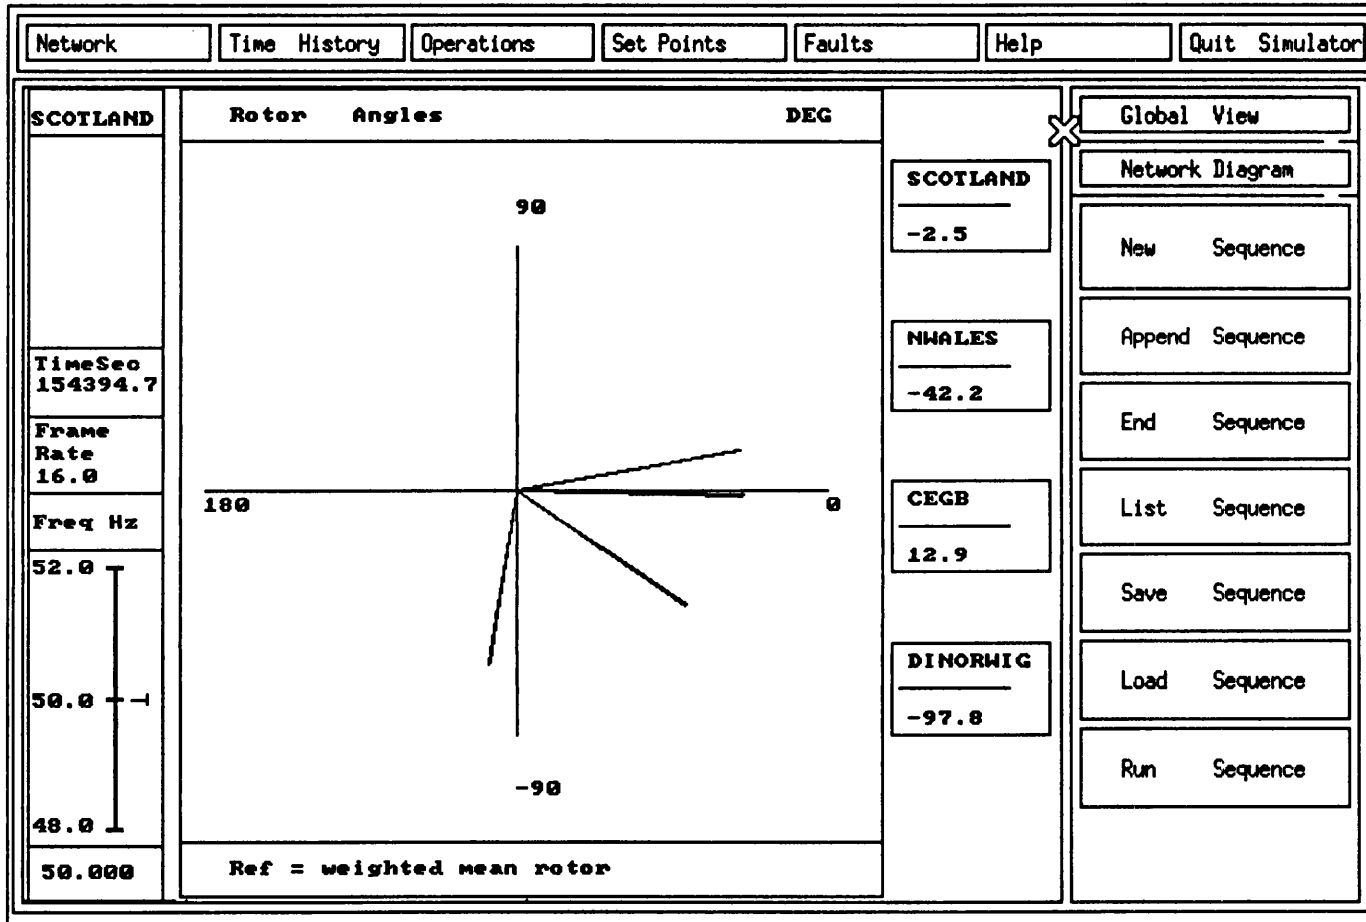 Network
Time History
Operations
Set Points
Faults
Help
Quit Simulator
SCOTLAND
TimeSec
154394.7
Frame
Rate
16.0
Freq Hz
52.0
50.0
48.0
50.000
Rotor Angles DEG
90
180
0
-90
Ref = weighted mean rotor
SCOTLAND
-2.5
NWALES
-42.2
CEGB
12.9
DINORWIG
-97.8
Global View
Network Diagram
New Sequence
Append Sequence
End Sequence
List Sequence
Save Sequence
Load Sequence
Run Sequence